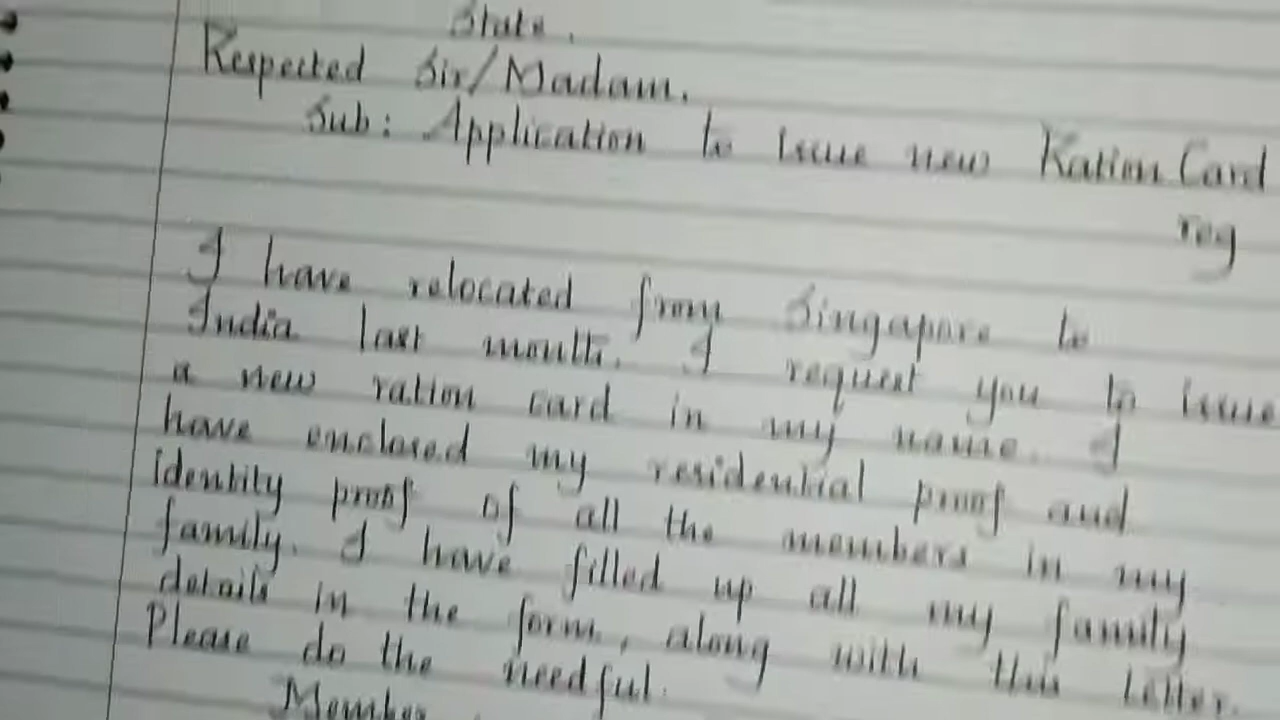 State.
Respected Sir/Madam.
Sub: Application to issue new Ration Card
reg
I have relocated from Singapore to
India last month. I request you to issue
a new ration card in my name. I
have enclosed my residential proof and
identity proof of all the members in my
family. I have filled up all my family
details in the form, along with this letter.
Please do the needful.
Member